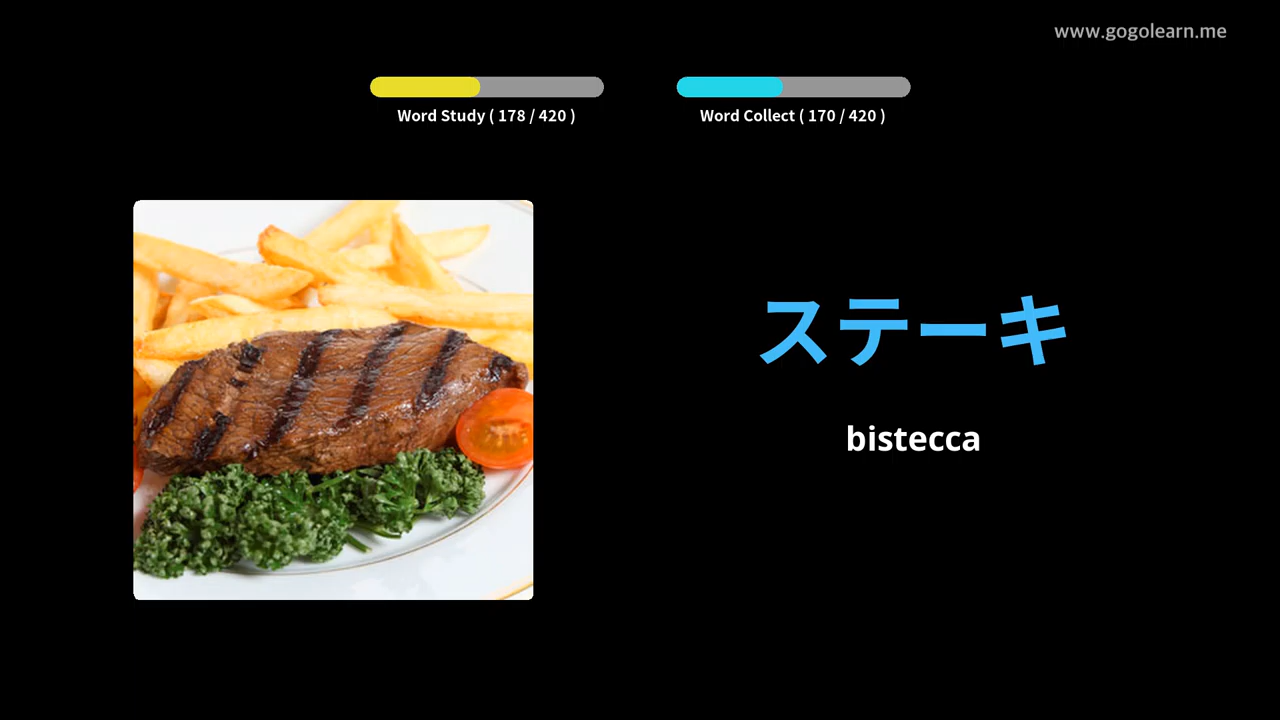 www.gogolearn.me
Word Study ( 178 / 420 )
Word Collect ( 170 / 420 )
ステーキ
bistecca